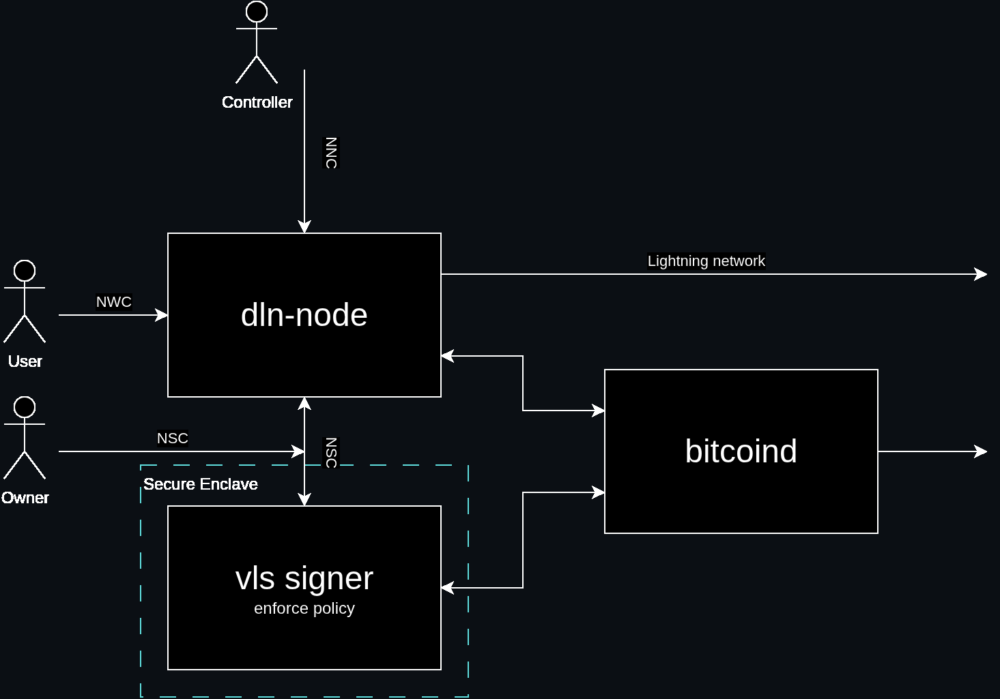 Controller
NNC
Lightning network
NWC
dln-node
User
NSC
NSC
bitcoind
Secure Enclave
Owner
vls signer
enforce policy